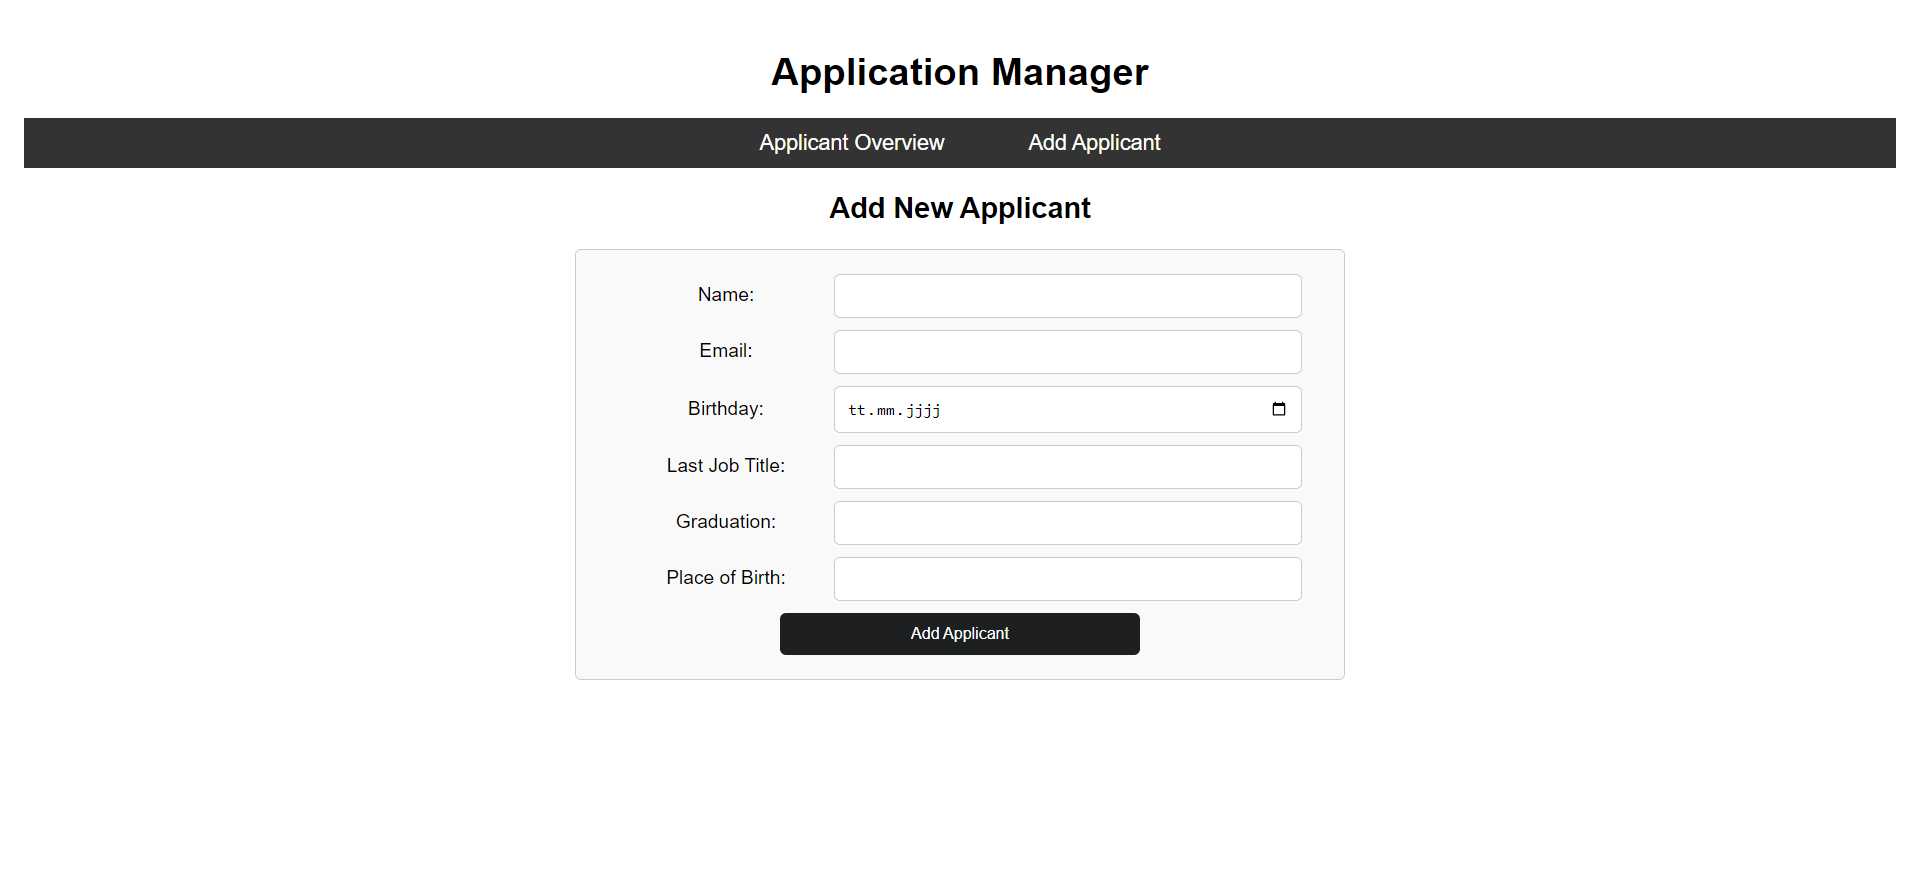 Application Manager
Applicant Overview Add Applicant
Add New Applicant
Name:
Email:
Birthday: tt.mm.jjjj
Last Job Title:
Graduation:
Place of Birth:
Add Applicant